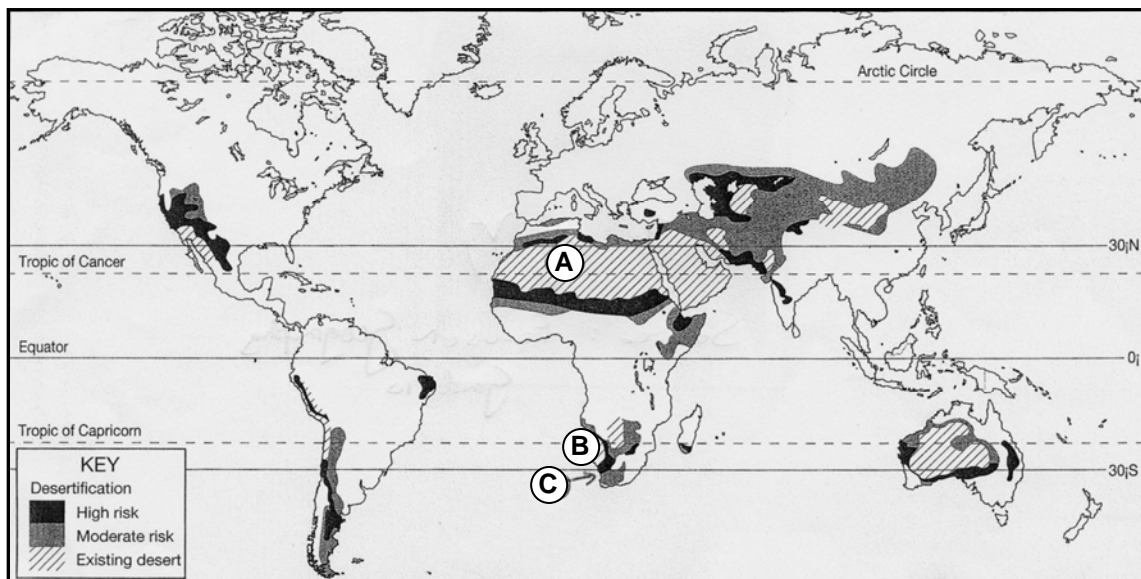 Arctic Circle
30¡N
Tropic of Cancer
A
Equator
0¡
Tropic of Capricorn
B
30¡S
C
KEY
Desertification
High risk
Moderate risk
Existing desert